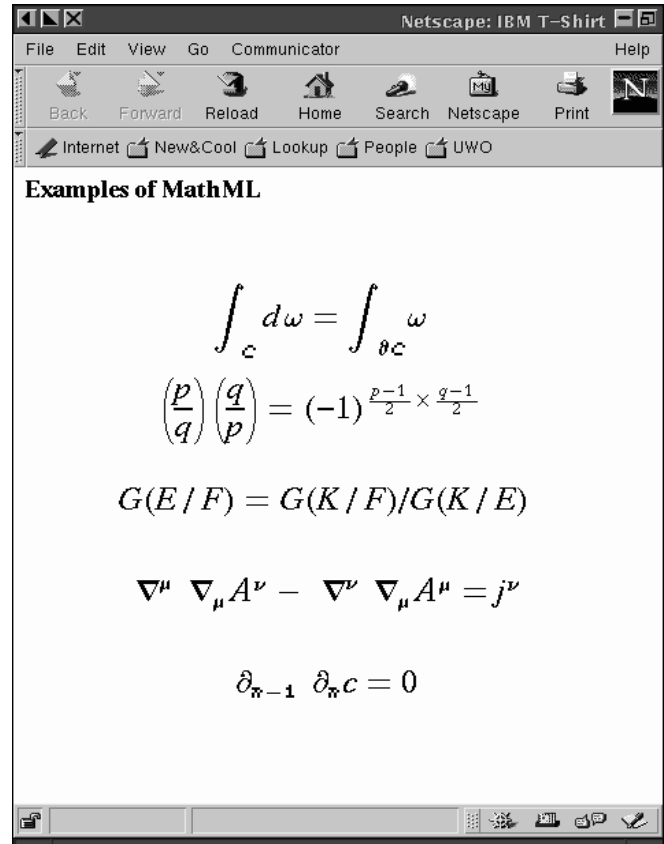 Netscape: IBM T-Shirt
File Edit View Go Communicator Help
Back Forward Reload Home Search Netscape Print
Internet New&Cool Lookup People UWO
Examples of MathML
∫_C dω = ∫_∂C ω
(p/q) (q/p) = (−1)^{(p−1)/2 × (q−1)/2}
G(E/F) = G(K/F)/G(K/E)
∇^μ ∇_μ A^ν − ∇^ν ∇_μ A^μ = j^ν
∂_{n−1} ∂_n c = 0